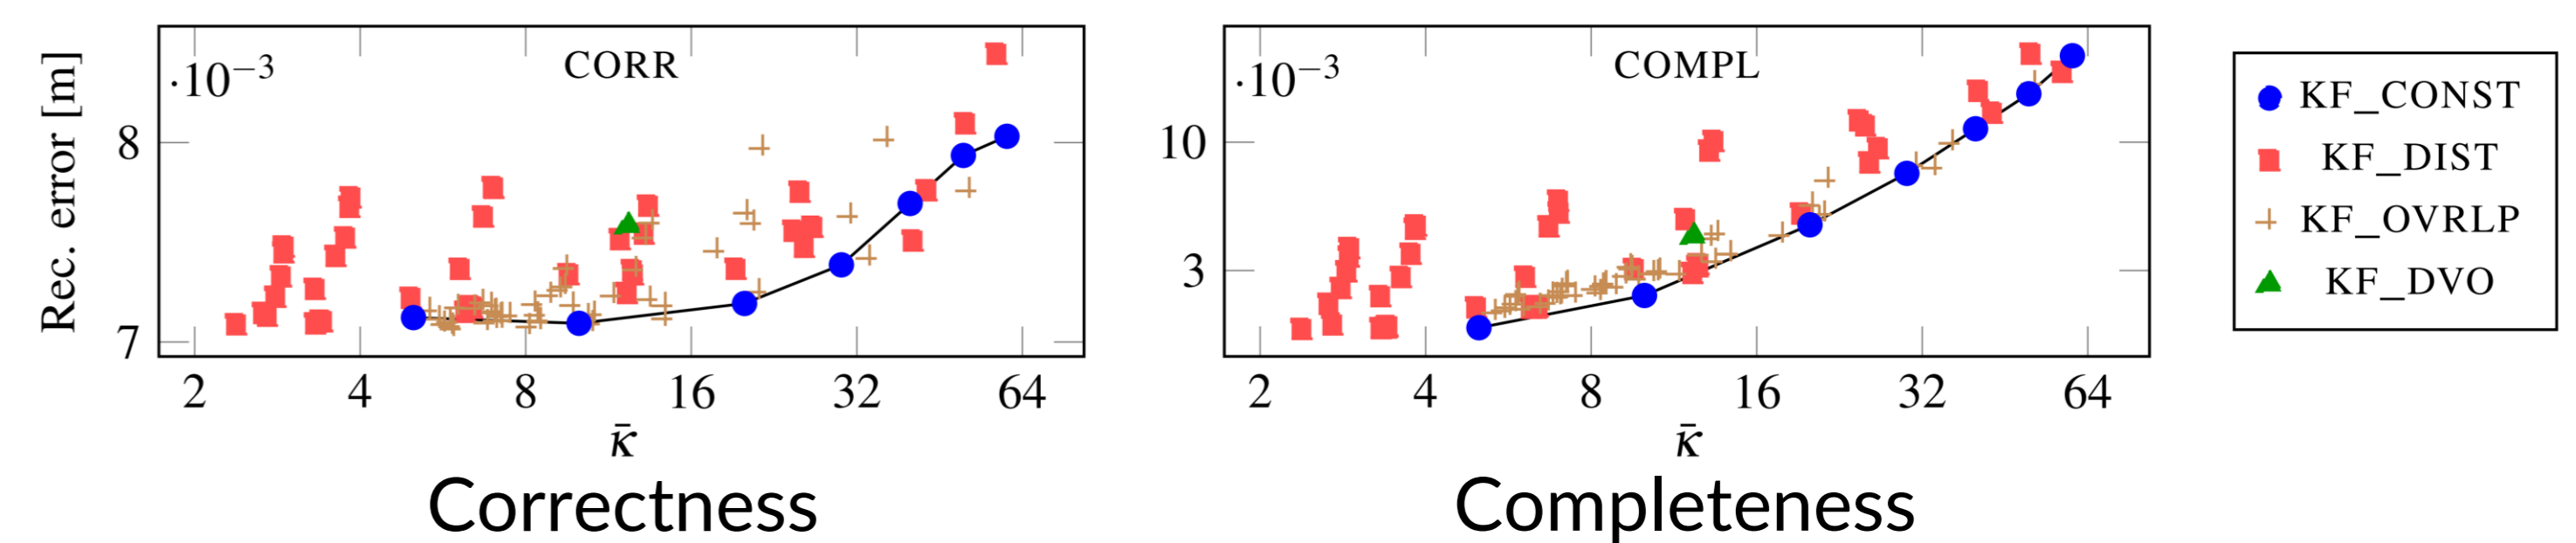 Rec. error [m]
·10⁻³
CORR
8
7
2 4 8 16 32 64
κ̄
Correctness
·10⁻³
COMPL
10
3
2 4 8 16 32 64
κ̄
Completeness
KF_CONST
KF_DIST
KF_OVRLP
KF_DVO